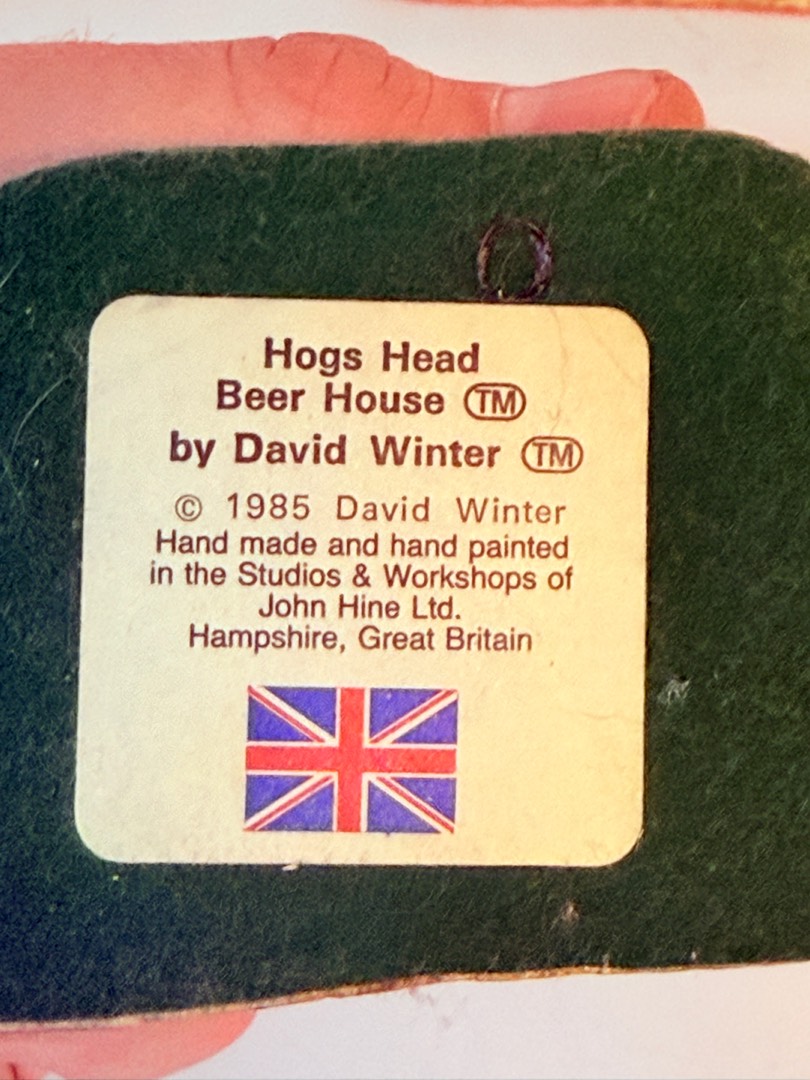 O
Hogs Head
Beer House TM
by David Winter TM
© 1985 David Winter
Hand made and hand painted
in the Studios & Workshops of
John Hine Ltd.
Hampshire, Great Britain